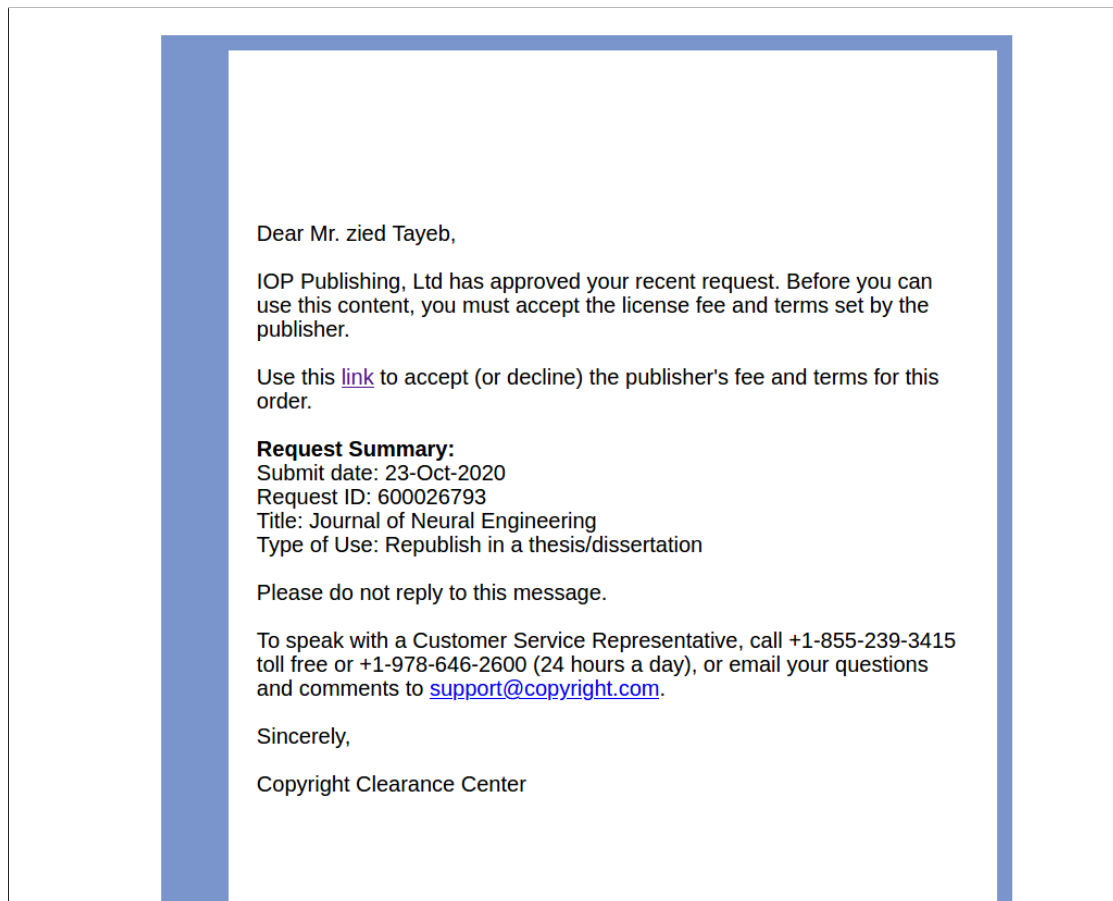 Dear Mr. zied Tayeb,
IOP Publishing, Ltd has approved your recent request. Before you can
use this content, you must accept the license fee and terms set by the
publisher.
Use this link to accept (or decline) the publisher's fee and terms for this
order.
Request Summary:
Submit date: 23-Oct-2020
Request ID: 600026793
Title: Journal of Neural Engineering
Type of Use: Republish in a thesis/dissertation
Please do not reply to this message.
To speak with a Customer Service Representative, call +1-855-239-3415
toll free or +1-978-646-2600 (24 hours a day), or email your questions
and comments to support@copyright.com.
Sincerely,
Copyright Clearance Center